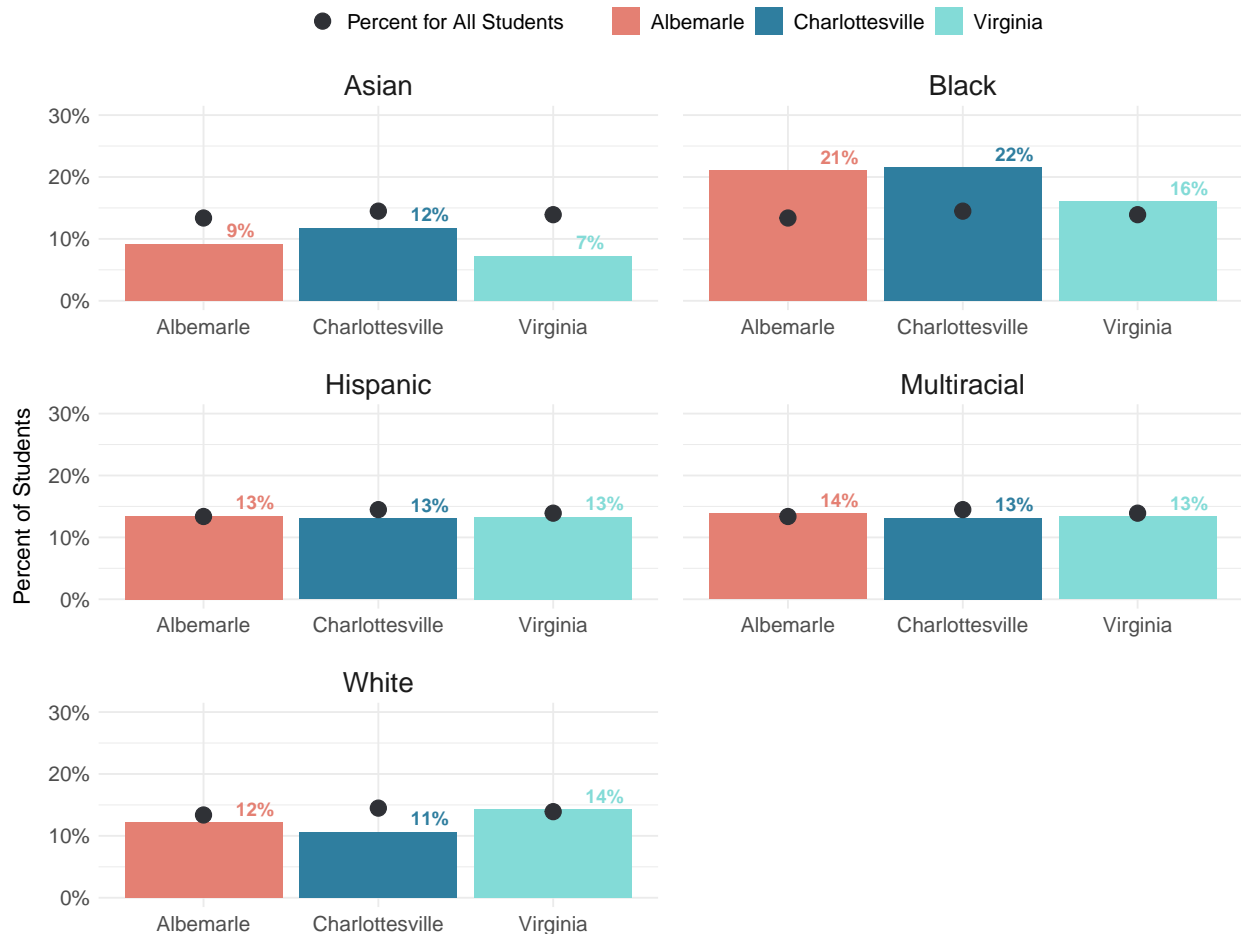 Percent for All Students Albemarle Charlottesville Virginia
Asian Black
30%
20%
10%
0%
9% 12% 7%
21% 22% 16%
Albemarle Charlottesville Virginia Albemarle Charlottesville Virginia
Percent of Students
Hispanic Multiracial
30%
20%
10%
0%
13% 13% 13%
14% 13% 13%
Albemarle Charlottesville Virginia Albemarle Charlottesville Virginia
White
30%
20%
10%
0%
12% 11% 14%
Albemarle Charlottesville Virginia